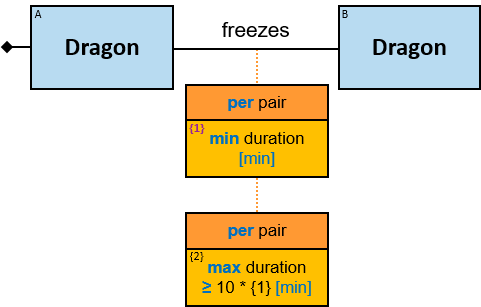 A
Dragon
freezes
B
Dragon
per pair
{1}
min duration
[min]
per pair
{2}
max duration
≥ 10 * {1} [min]